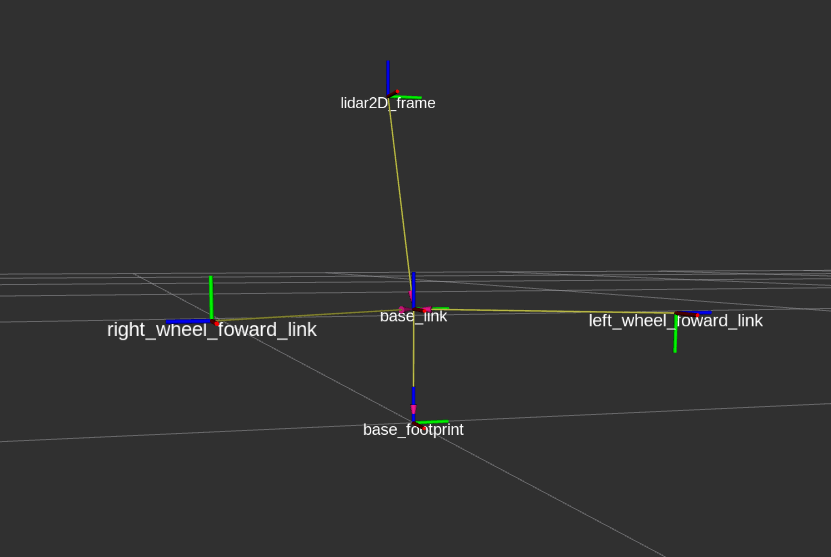 lidar2D_frame
base_link
right_wheel_foward_link
left_wheel_foward_link
base_footprint